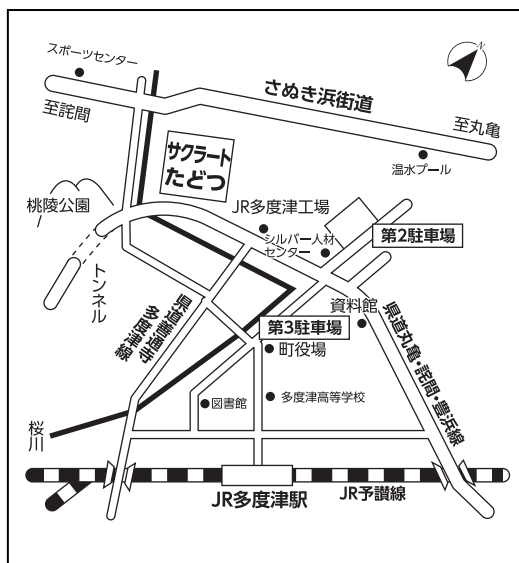 スポーツセンター
N
さぬき浜街道
至詫間
至丸亀
サクラート
たどつ
温水プール
桃陵公園
JR多度津工場
シルバー人材
センター
第2駐車場
トンネル
県道善通寺
多度津線
資料館
第3駐車場
町役場
県道丸亀・詫間・豊浜線
図書館
多度津高等学校
桜川
JR多度津駅
JR予讃線